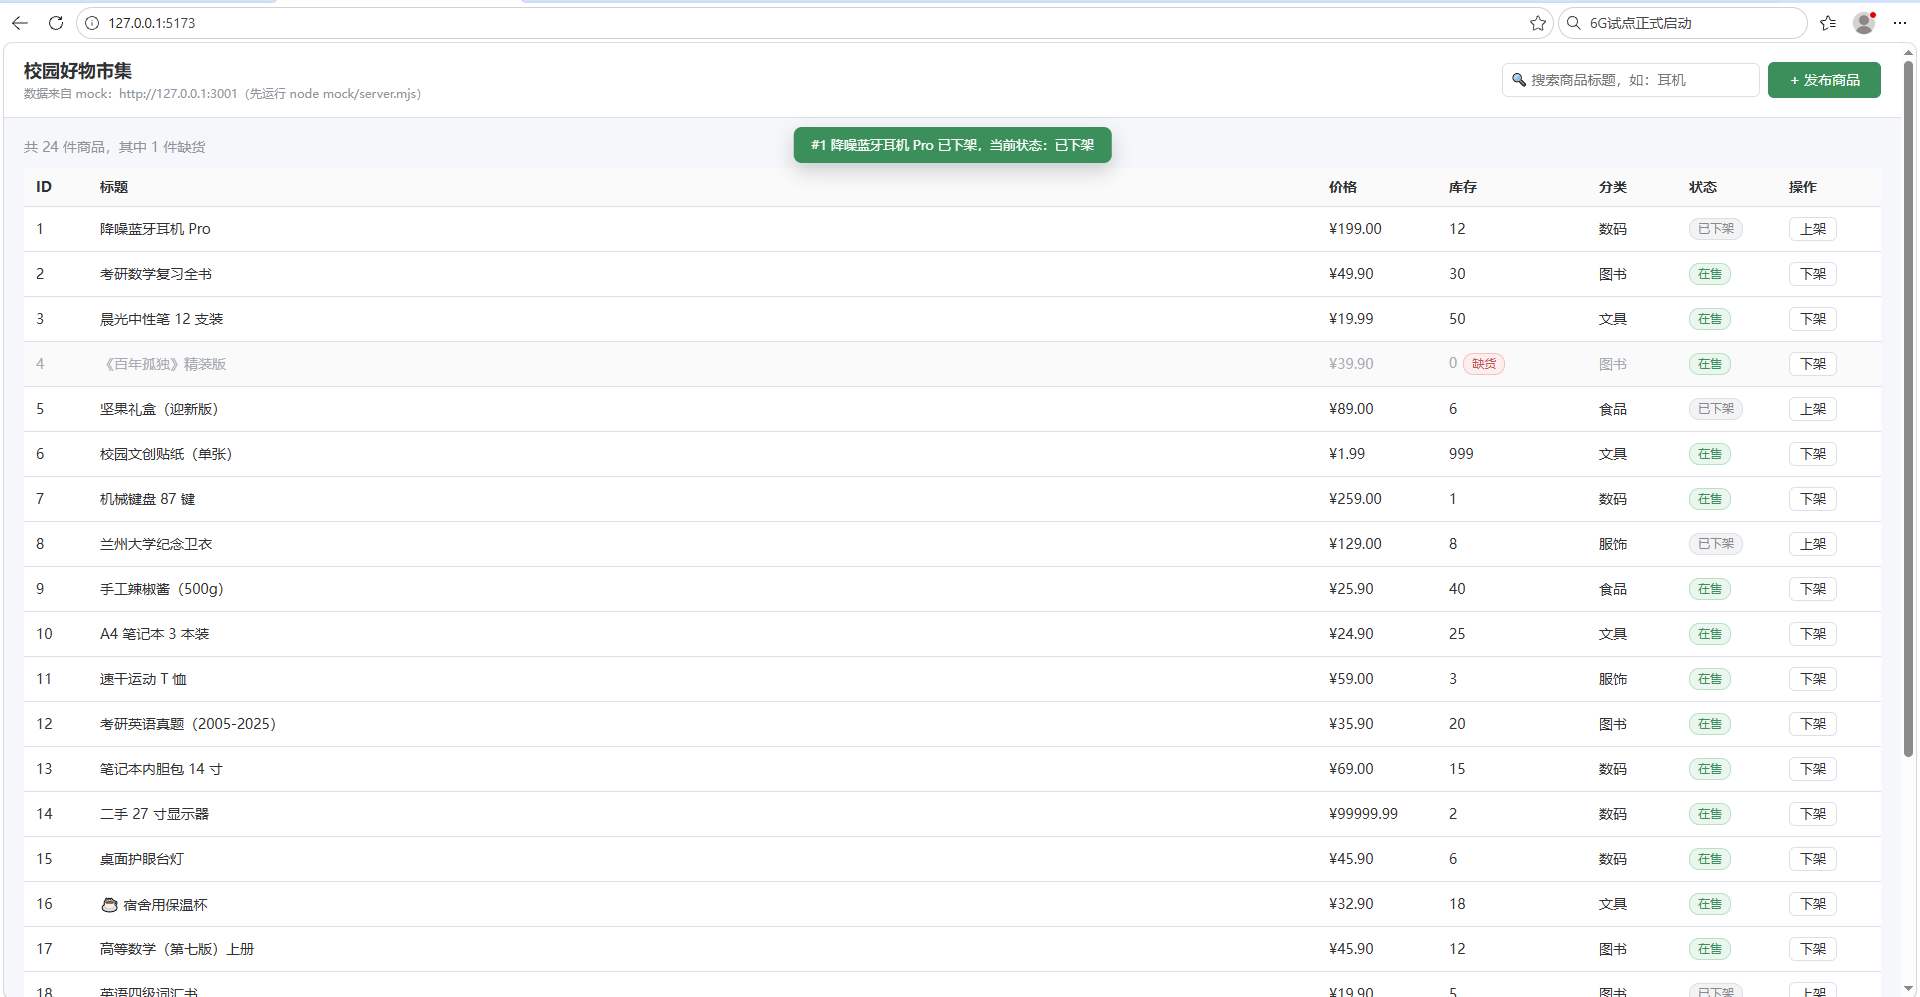 127.0.0.1:5173
6G试点正式启动
校园好物市集
数据来自 mock：http://127.0.0.1:3001（先运行 node mock/server.mjs）
搜索商品标题，如：耳机
+ 发布商品
共 24 件商品，其中 1 件缺货
#1 降噪蓝牙耳机 Pro 已下架，当前状态：已下架
ID 标题 价格 库存 分类 状态 操作
1 降噪蓝牙耳机 Pro ¥199.00 12 数码 已下架 上架
2 考研数学复习全书 ¥49.90 30 图书 在售 下架
3 晨光中性笔 12 支装 ¥19.99 50 文具 在售 下架
4 《百年孤独》精装版 ¥39.90 0 缺货 图书 在售 下架
5 坚果礼盒（迎新版） ¥89.00 6 食品 已下架 上架
6 校园文创贴纸（单张） ¥1.99 999 文具 在售 下架
7 机械键盘 87 键 ¥259.00 1 数码 在售 下架
8 兰州大学纪念卫衣 ¥129.00 8 服饰 已下架 上架
9 手工辣椒酱（500g） ¥25.90 40 食品 在售 下架
10 A4 笔记本 3 本装 ¥24.90 25 文具 在售 下架
11 速干运动 T 恤 ¥59.00 3 服饰 在售 下架
12 考研英语真题（2005-2025） ¥35.90 20 图书 在售 下架
13 笔记本内胆包 14 寸 ¥69.00 15 数码 在售 下架
14 二手 27 寸显示器 ¥99999.99 2 数码 在售 下架
15 桌面护眼台灯 ¥45.90 6 数码 在售 下架
16 宿舍用保温杯 ¥32.90 18 文具 在售 下架
17 高等数学（第七版）上册 ¥45.90 12 图书 在售 下架
18 英语四级词汇书 ¥19.90 5 图书 已下架 上架